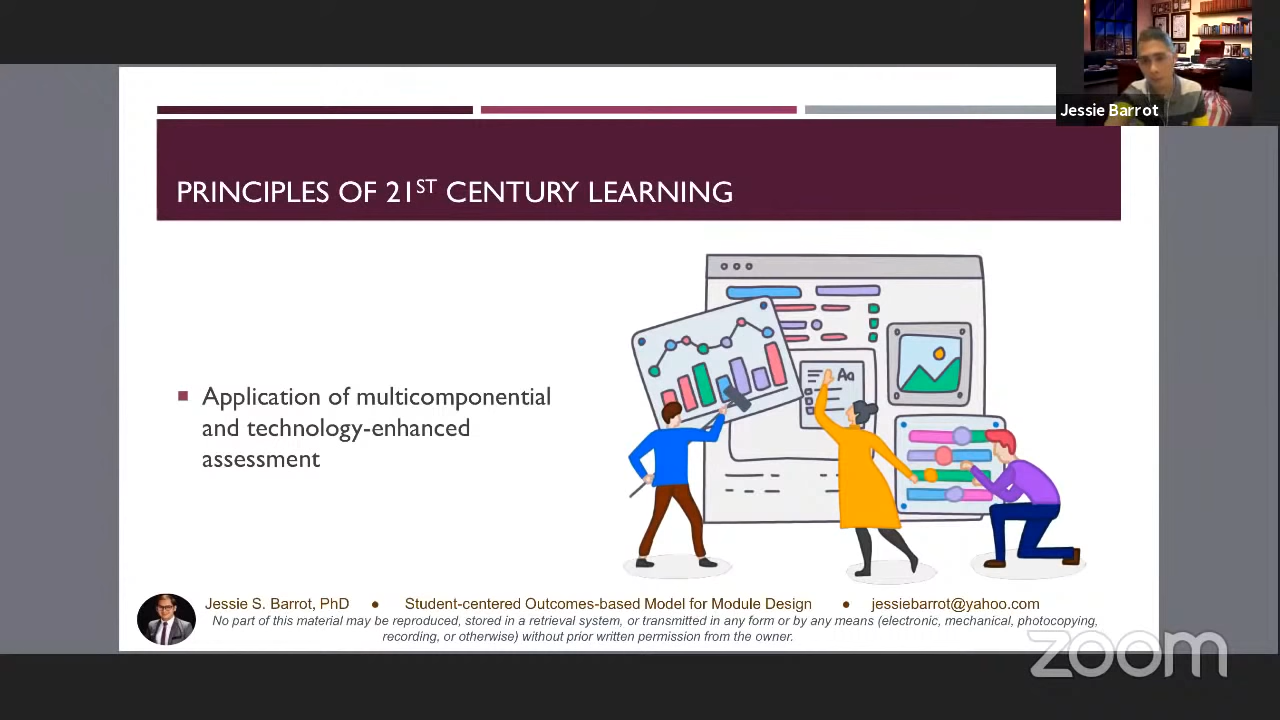 Jessie Barrot
PRINCIPLES OF 21ST CENTURY LEARNING
Aa
Application of multicomponential
and technology-enhanced
assessment
Jessie S. Barrot, PhD ● Student-centered Outcomes-based Model for Module Design ● jessiebarrot@yahoo.com
No part of this material may be reproduced, stored in a retrieval system, or transmitted in any form or by any means (electronic, mechanical, photocopying,
recording, or otherwise) without prior written permission from the owner.
zoom